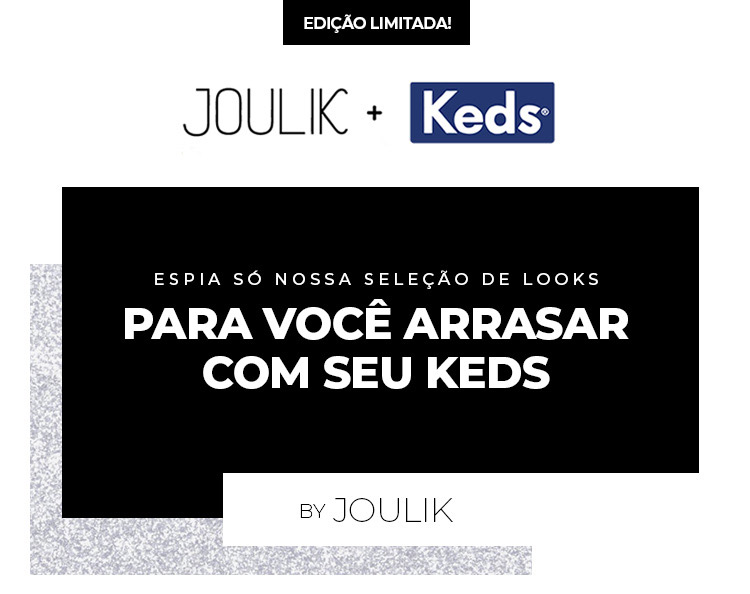 EDIÇÃO LIMITADA!
JOULIK + Keds®
ESPIA SÓ NOSSA SELEÇÃO DE LOOKS
PARA VOCÊ ARRASAR
COM SEU KEDS
BY JOULIK